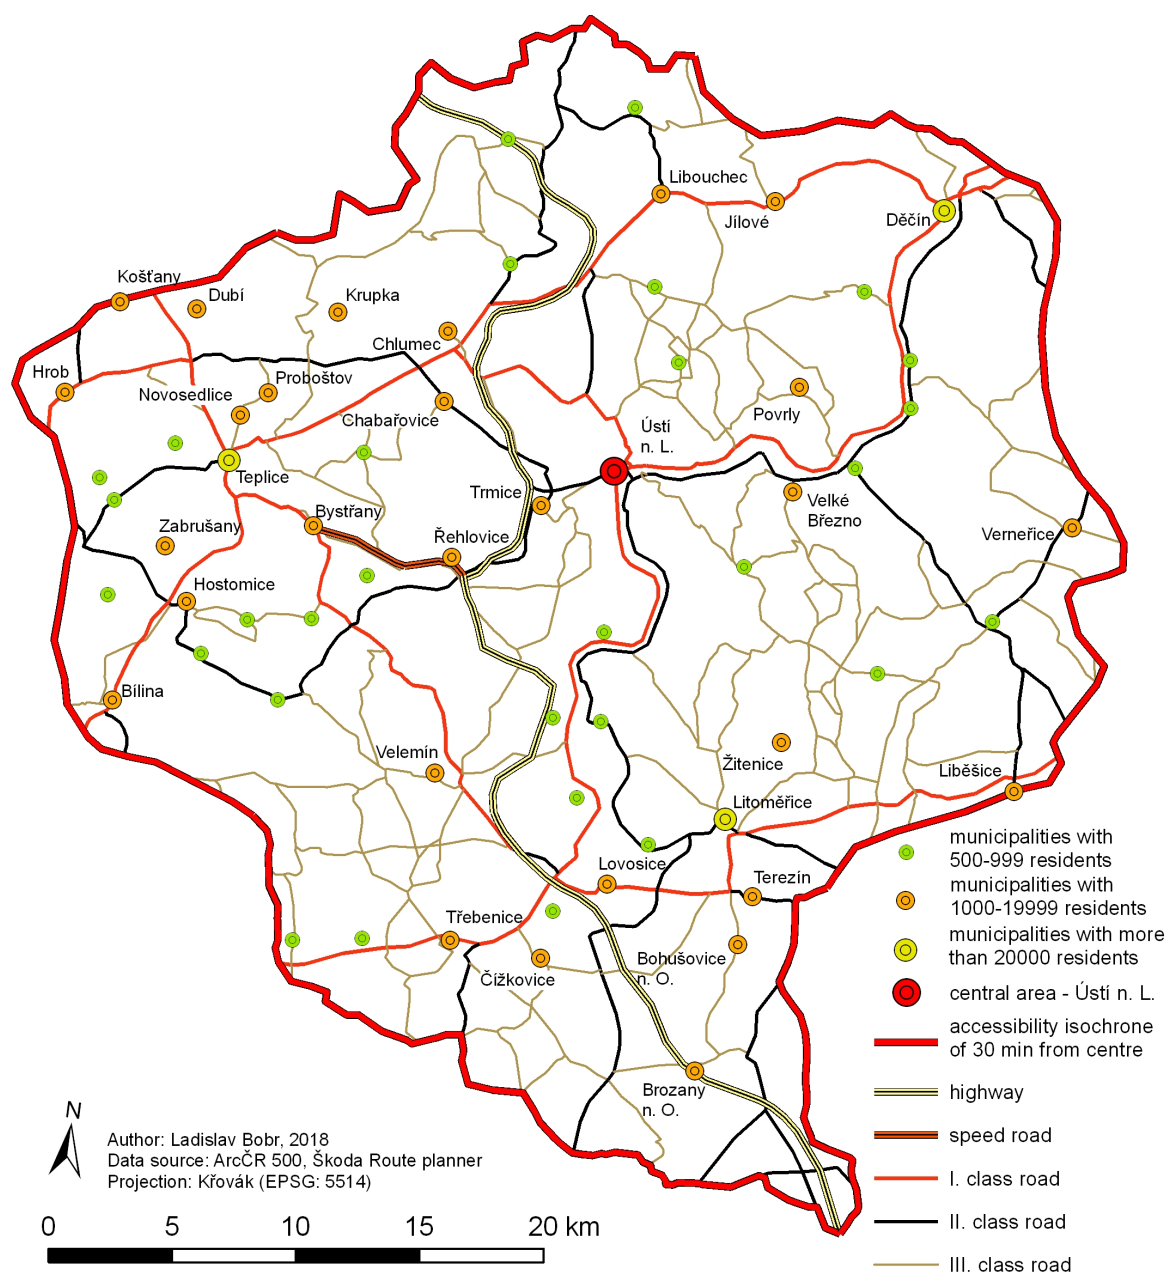 Libouchec
Jílové
Děčín
Košťany
Dubí
Krupka
Chlumec
Hrob
Proboštov
Novosedlice
Chabařovice
Povrly
Ústí
n. L.
Teplice
Trmice
Velké
Březno
Bystřany
Zabrušany
Řehlovice
Verneřice
Hostomice
Bílina
Velemín
Žitenice
Liběšice
Litoměřice
Lovosice
Terezín
Třebenice
Čížkovice
Bohušovice
n. O.
Brozany
n. O.
municipalities with
500-999 residents
municipalities with
1000-19999 residents
municipalities with more
than 20000 residents
central area - Ústí n. L.
accessibility isochrone
of 30 min from centre
highway
speed road
I. class road
II. class road
III. class road
N
Author: Ladislav Bobr, 2018
Data source: ArcČR 500, Škoda Route planner
Projection: Křovák (EPSG: 5514)
0 5 10 15 20 km